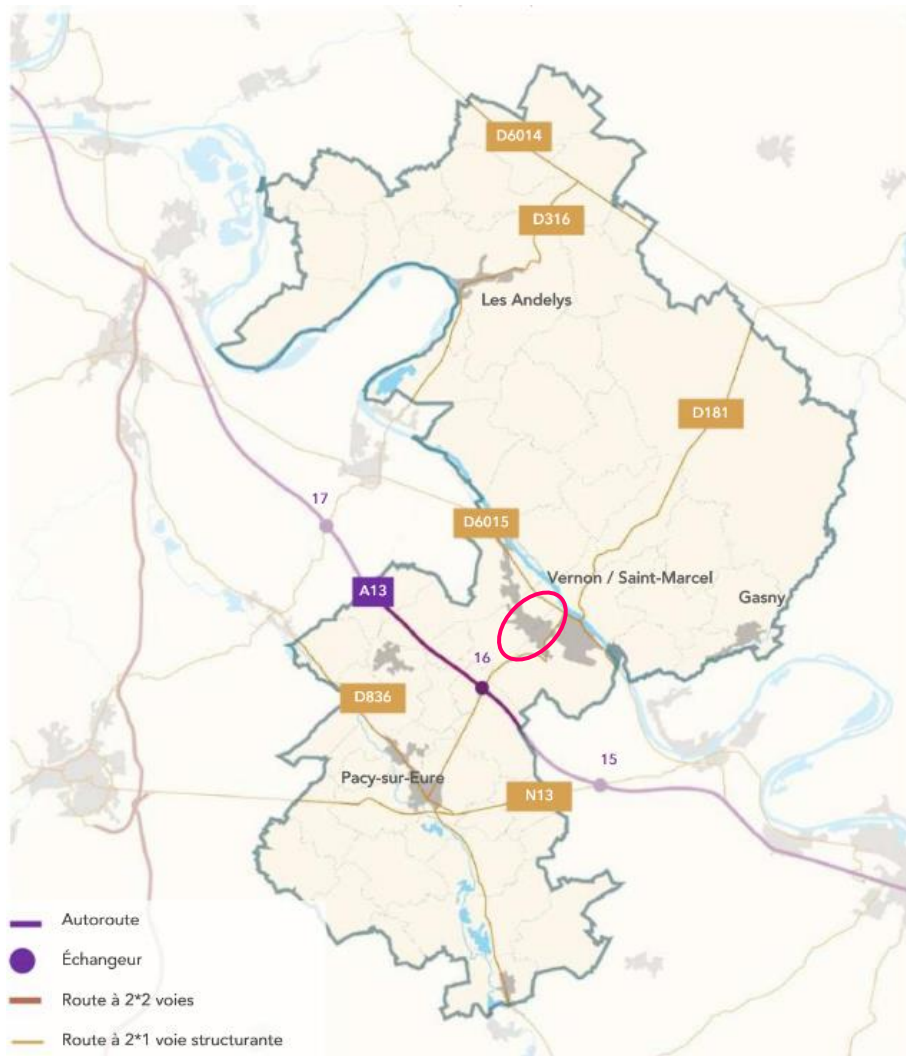 D6014
D316
Les Andelys
D181
17
D6015
Vernon / Saint-Marcel
A13
Gasny
16
D836
15
Pacy-sur-Eure
N13
Autoroute
Échangeur
Route à 2*2 voies
Route à 2*1 voie structurante